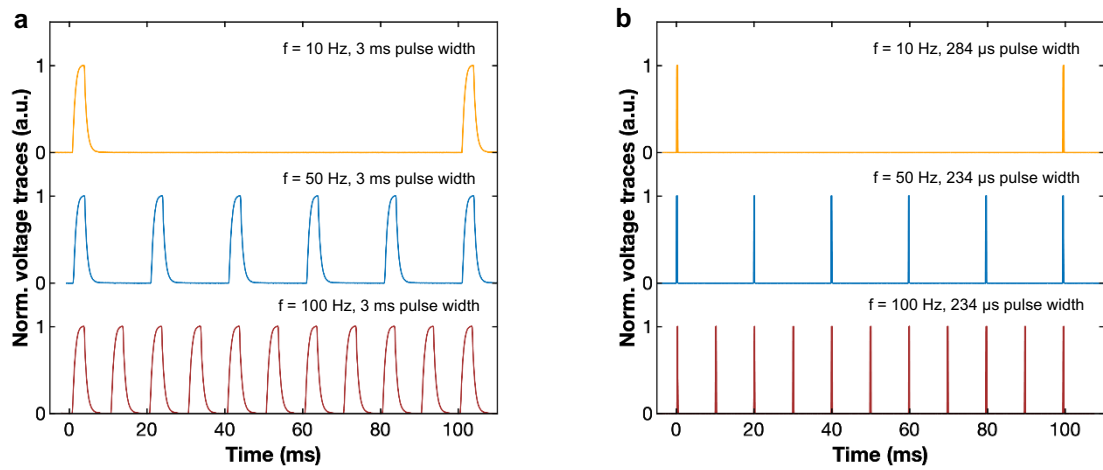 a
f = 10 Hz, 3 ms pulse width
1
0
f = 50 Hz, 3 ms pulse width
1
0
f = 100 Hz, 3 ms pulse width
1
0
0 20 40 60 80 100
Time (ms)
Norm. voltage traces (a.u.)
b
f = 10 Hz, 284 µs pulse width
1
0
f = 50 Hz, 234 µs pulse width
1
0
f = 100 Hz, 234 µs pulse width
1
0
0 20 40 60 80 100
Time (ms)
Norm. voltage traces (a.u.)